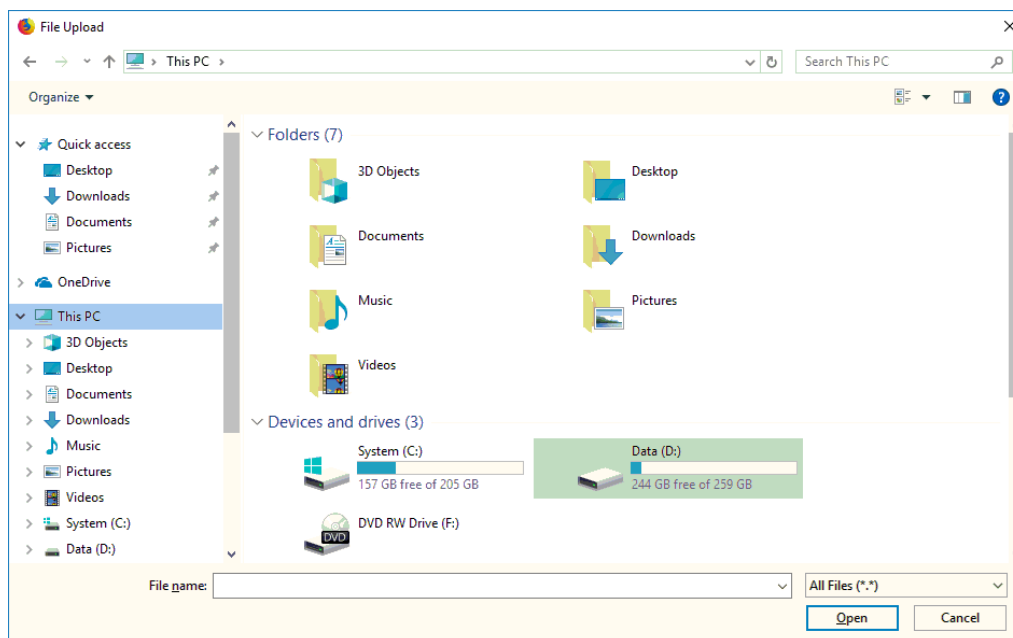 File Upload
This PC
Search This PC
Organize
Quick access
Desktop
Downloads
Documents
Pictures
OneDrive
This PC
3D Objects
Desktop
Documents
Downloads
Music
Pictures
Videos
System (C:)
Data (D:)
Folders (7)
3D Objects
Desktop
Documents
Downloads
Music
Pictures
Videos
Devices and drives (3)
System (C:)
157 GB free of 205 GB
Data (D:)
244 GB free of 259 GB
DVD
DVD RW Drive (F:)
File name:
All Files (*.*)
Open
Cancel